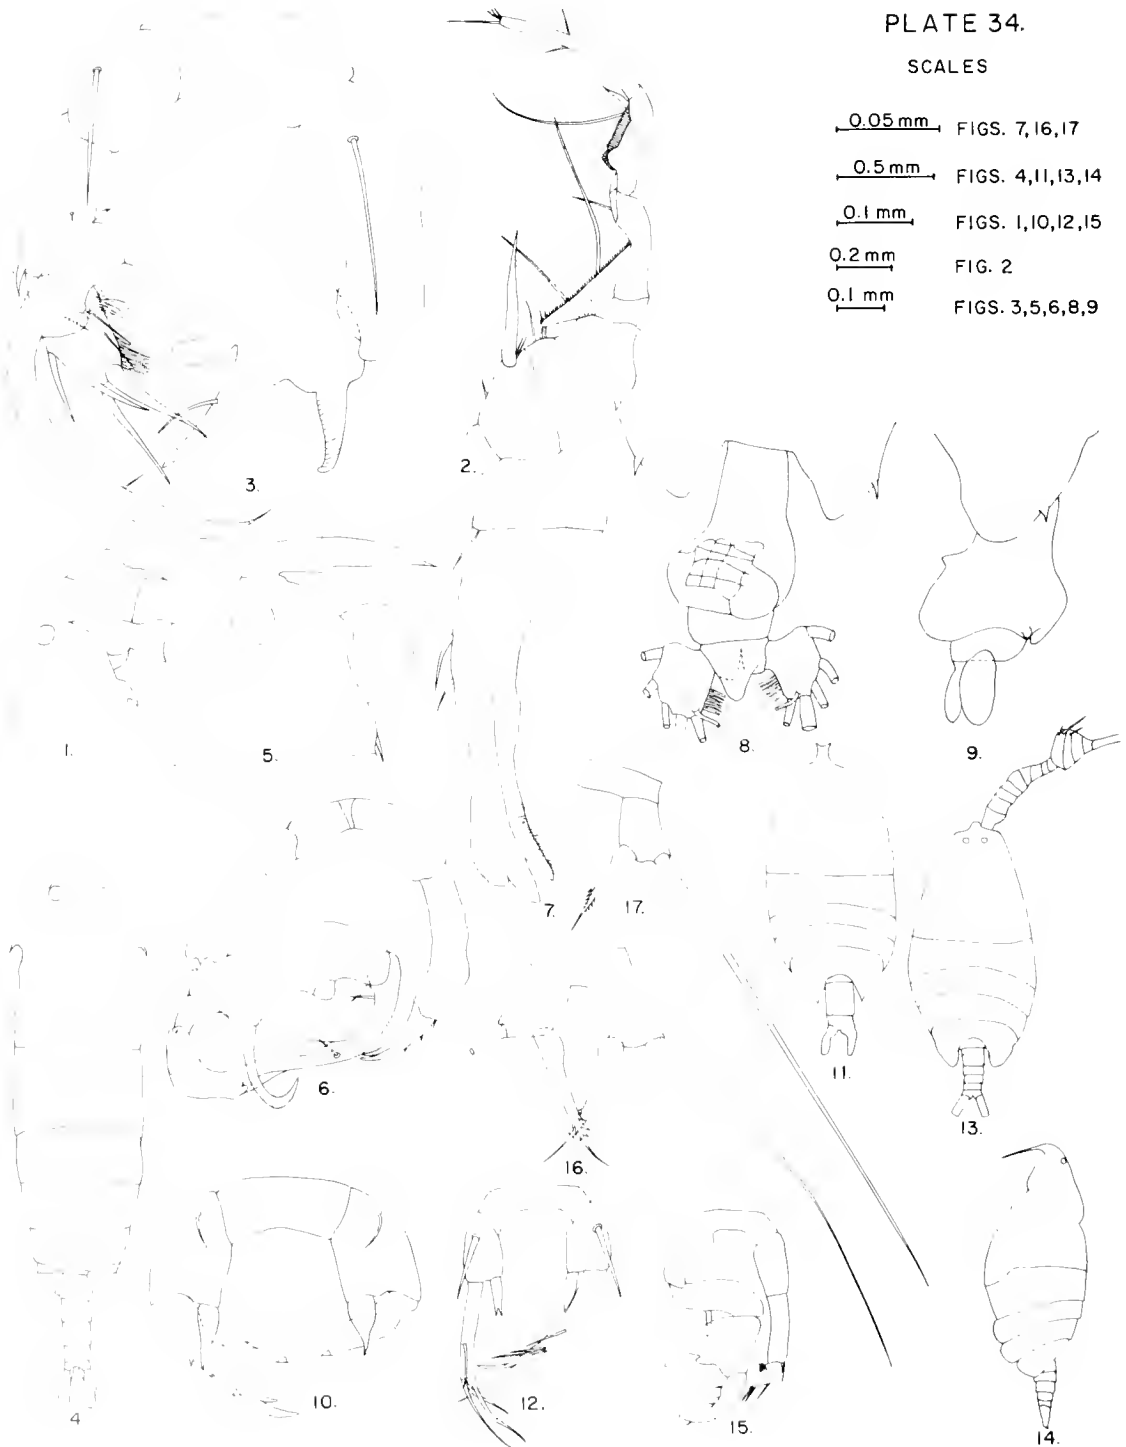 PLATE 34.
SCALES
0.05 mm FIGS. 7,16,17
0.5 mm FIGS. 4,11,13,14
0.1 mm FIGS. 1,10,12,15
0.2 mm FIG. 2
0.1 mm FIGS. 3,5,6,8,9
3.
2.
1.
5.
8.
9.
7.
17.
6.
11.
13.
16.
4
10.
12.
15.
14.